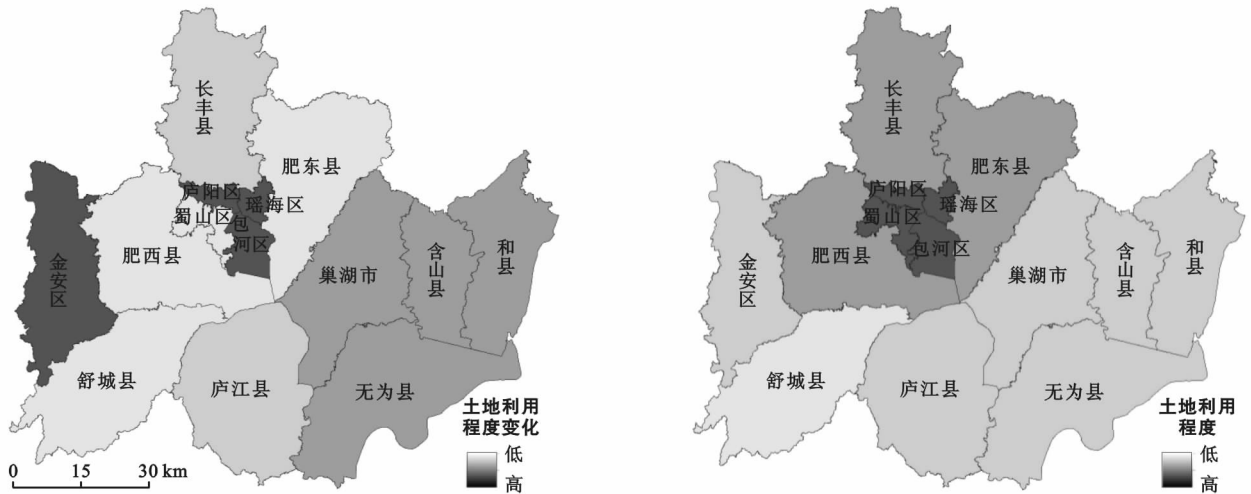 长丰县
肥东县
庐阳区
瑶海区
蜀山区
包
河区
肥西县
金安区
巢湖市
含山县
和县
舒城县
庐江县
无为县
土地利用
程度变化
低
高
0 15 30 km
长丰县
肥东县
庐阳区
瑶海区
蜀山区
包河区
肥西县
金安区
巢湖市
含山县
和县
舒城县
庐江县
无为县
土地利用
程度
低
高